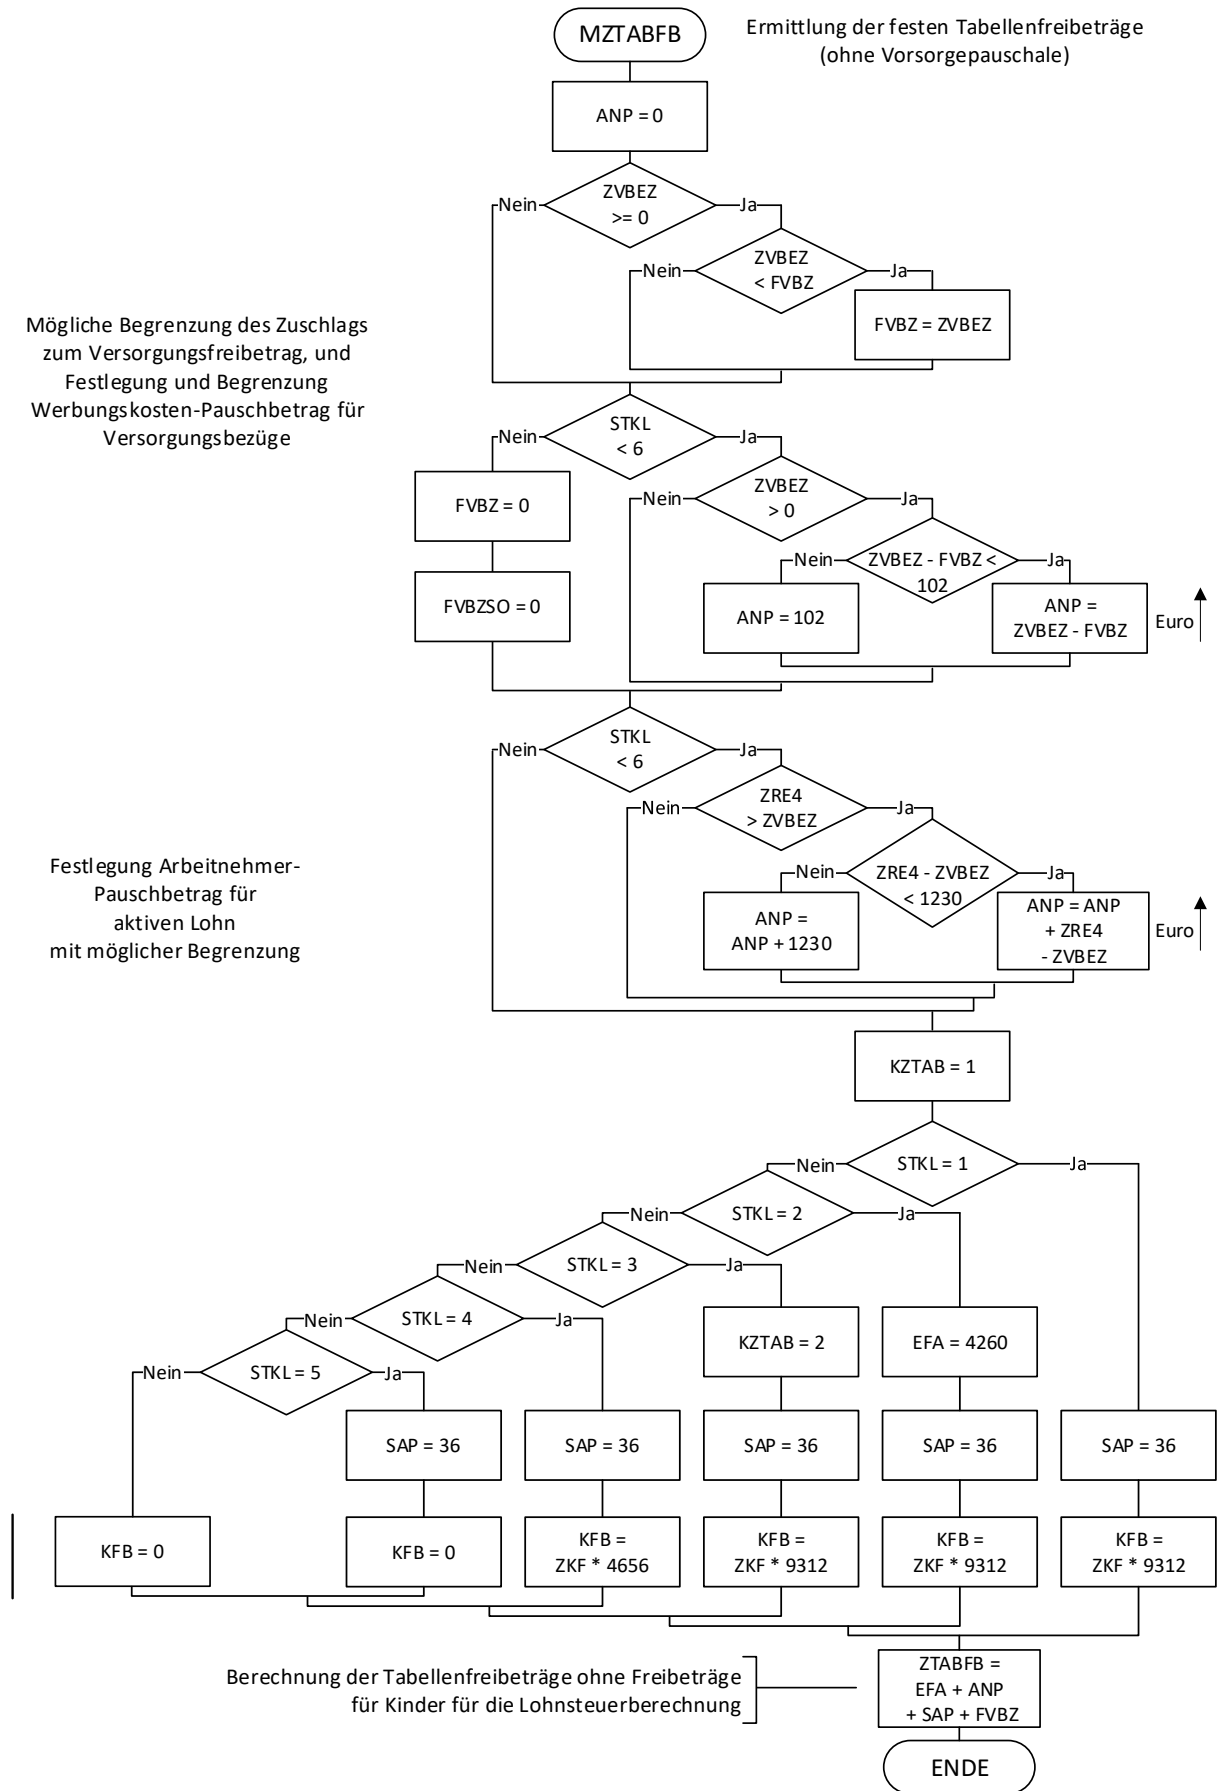 MZTABFB
Ermittlung der festen Tabellenfreibeträge
(ohne Vorsorgepauschale)
ANP = 0
Nein
ZVBEZ
>= 0
Ja
Nein
ZVBEZ
< FVBZ
Ja
FVBZ = ZVBEZ
Mögliche Begrenzung des Zuschlags
zum Versorgungsfreibetrag, und
Festlegung und Begrenzung
Werbungskosten-Pauschbetrag für
Versorgungsbezüge
Nein
STKL
< 6
Ja
FVBZ = 0
Nein
ZVBEZ
> 0
Ja
FVBZSO = 0
Nein
ZVBEZ - FVBZ <
102
Ja
ANP = 102
ANP =
ZVBEZ - FVBZ
Euro
Nein
STKL
< 6
Ja
Nein
ZRE4
> ZVBEZ
Ja
Festlegung Arbeitnehmer-
Pauschbetrag für
aktiven Lohn
mit möglicher Begrenzung
Nein
ZRE4 - ZVBEZ
< 1230
Ja
ANP =
ANP + 1230
ANP = ANP
+ ZRE4
- ZVBEZ
Euro
KZTAB = 1
Nein
STKL = 1
Ja
Nein
STKL = 2
Ja
Nein
STKL = 3
Ja
Nein
STKL = 4
Ja
Nein
STKL = 5
Ja
KZTAB = 2
EFA = 4260
SAP = 36
SAP = 36
SAP = 36
SAP = 36
SAP = 36
KFB = 0
KFB = 0
KFB =
ZKF * 4656
KFB =
ZKF * 9312
KFB =
ZKF * 9312
KFB =
ZKF * 9312
Berechnung der Tabellenfreibeträge ohne Freibeträge
für Kinder für die Lohnsteuerberechnung
ZTABFB =
EFA + ANP
+ SAP + FVBZ
ENDE